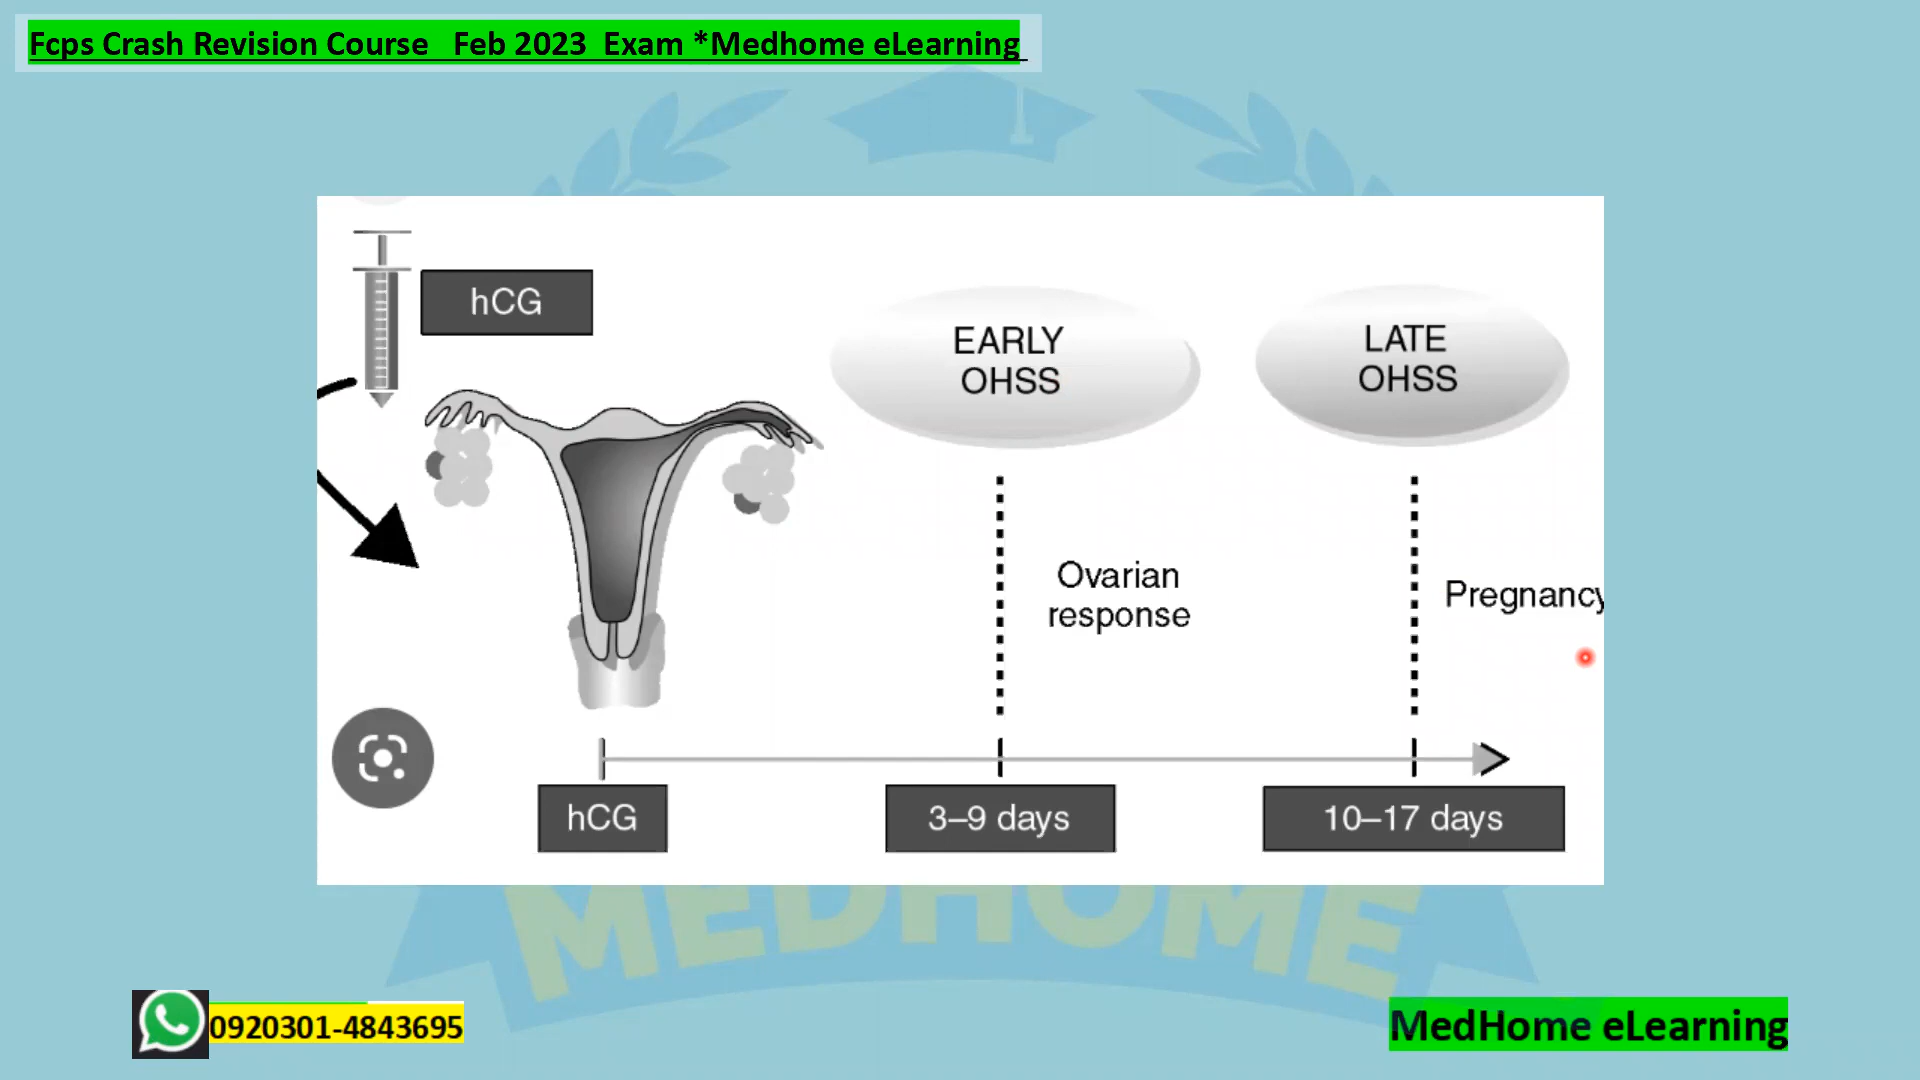 Fcps Crash Revision Course   Feb 2023  Exam *Medhome eLearning
hCG
EARLY
OHSS
LATE
OHSS
Ovarian
response
Pregnancy
hCG
3–9 days
10–17 days
MEDHOME
0920301-4843695
MedHome eLearning